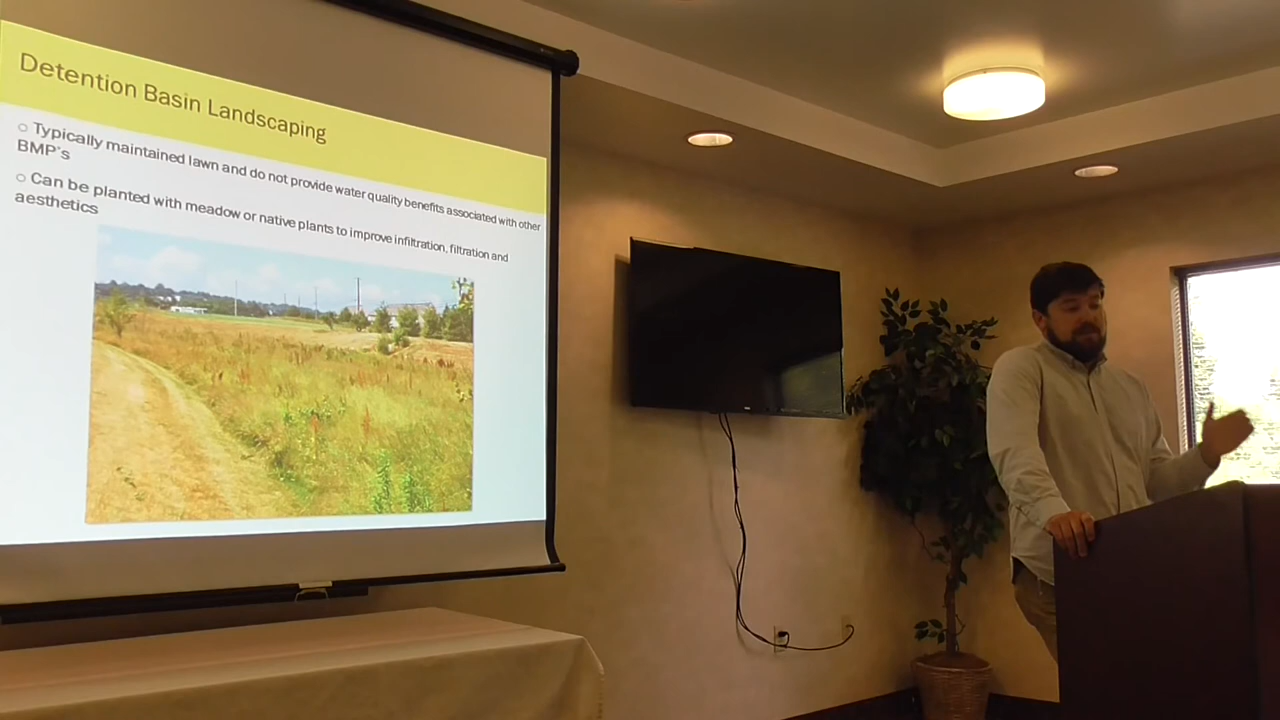 Detention Basin Landscaping
○ Typically maintained lawn and do not provide water quality benefits associated with other
BMP's
○ Can be planted with meadow or native plants to improve infiltration, filtration and
aesthetics